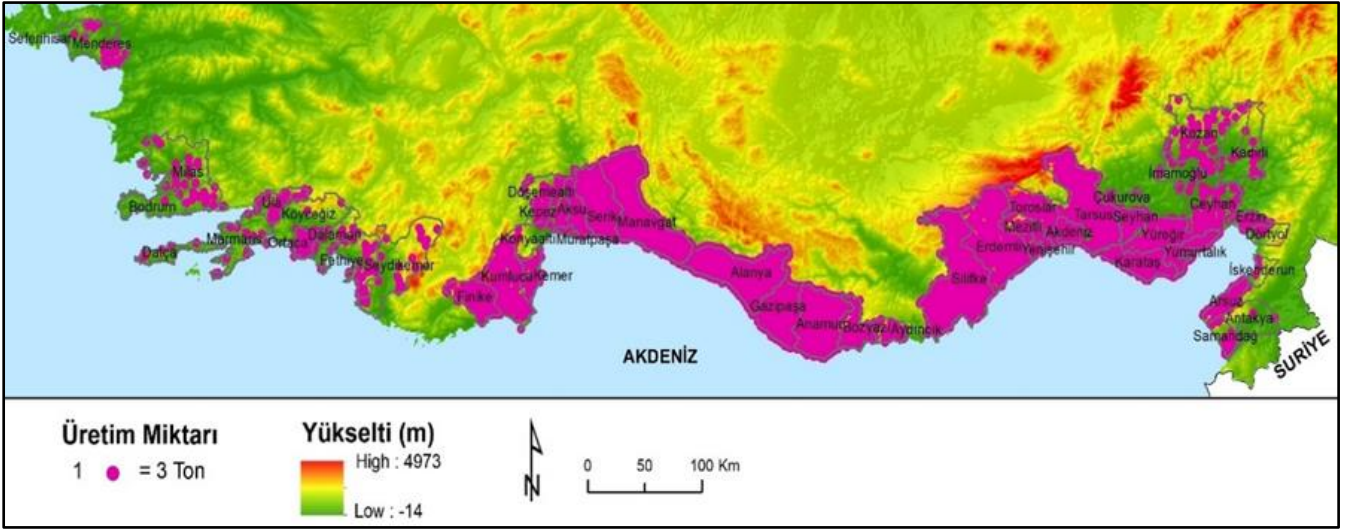 Seferihisar
Menderes
Milas
Bodrum
Datça
Ula
Köyceğiz
Marmaris
Ortaca
Dalaman
Fethiye
Seydikemer
Döşemealtı
Kepez
Aksu
Serik
Manavgat
Konyaaltı
Muratpaşa
Kumluca
Kemer
Finike
Alanya
Gazipaşa
Anamur
Bozyazı
Aydıncık
Silifke
Erdemli
Mezitli
Toroslar
Yenişehir
Akdeniz
Tarsus
Çukurova
Seyhan
Yüreğir
Karataş
Yumurtalık
Kozan
Kadirli
İmamoğlu
Ceyhan
Erzin
Dörtyol
İskenderun
Arsuz
Antakya
Samandağ
AKDENİZ
SURİYE
Üretim Miktarı
1 = 3 Ton
Yükselti (m)
High : 4973
Low : -14
N
0 50 100 Km